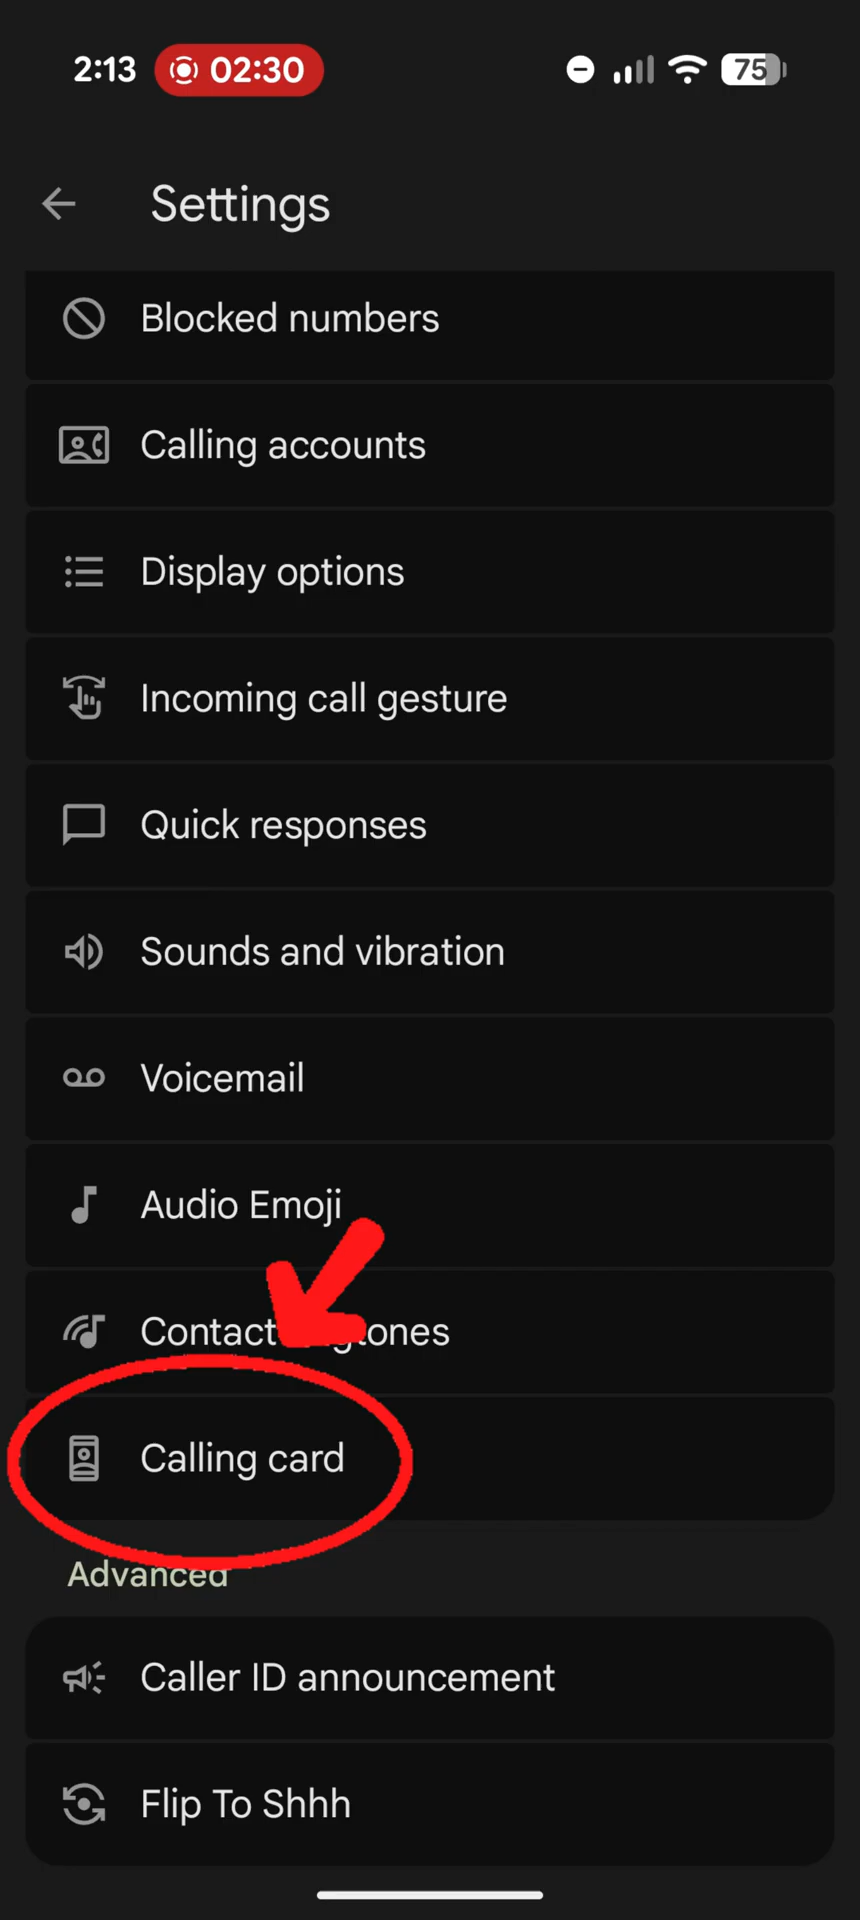 2:13 02:30 75
Settings
Blocked numbers
Calling accounts
Display options
Incoming call gesture
Quick responses
Sounds and vibration
Voicemail
Audio Emoji
Contact
Calling card
Advanced
Caller ID announcement
Flip To Shhh